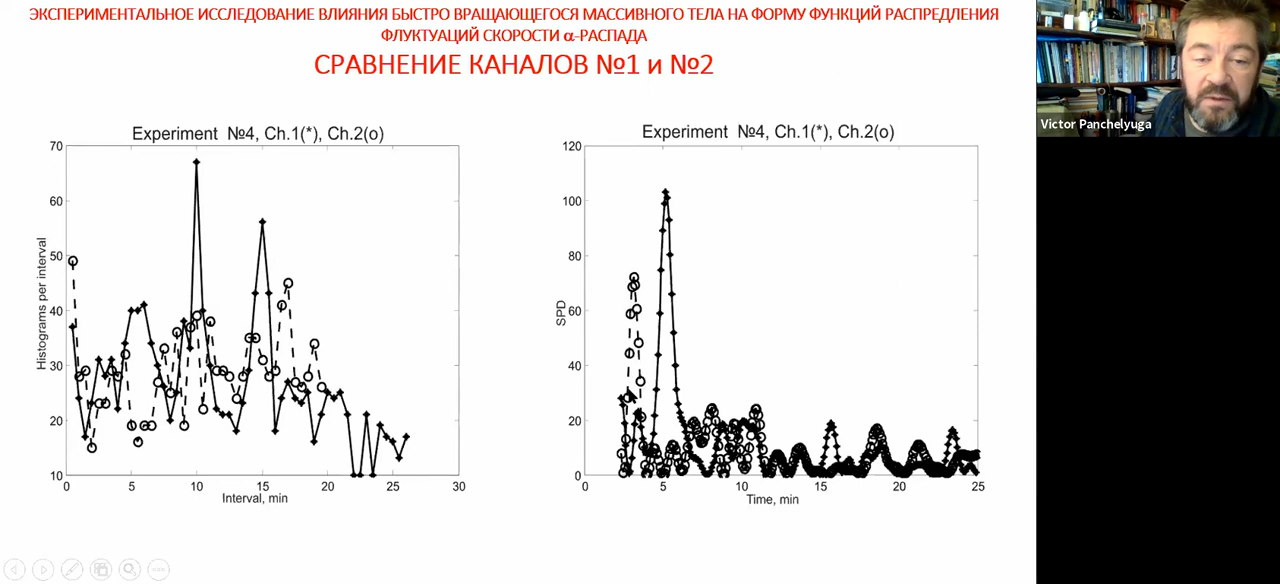 ЭКСПЕРИМЕНТАЛЬНОЕ ИССЛЕДОВАНИЕ ВЛИЯНИЯ БЫСТРО ВРАЩАЮЩЕГОСЯ МАССИВНОГО ТЕЛА НА ФОРМУ ФУНКЦИЙ РАСПРЕДЛЕНИЯ
ФЛУКТУАЦИЙ СКОРОСТИ α-РАСПАДА
СРАВНЕНИЕ КАНАЛОВ №1 и №2
Experiment №4, Ch.1(*), Ch.2(o)
Histograms per interval
70
60
50
40
30
20
10
0 5 10 15 20 25 30
Interval, min
Experiment №4, Ch.1(*), Ch.2(o)
SPD
120
100
80
60
40
20
0
0 5 10 15 20 25
Time, min
Victor Panchelyuga